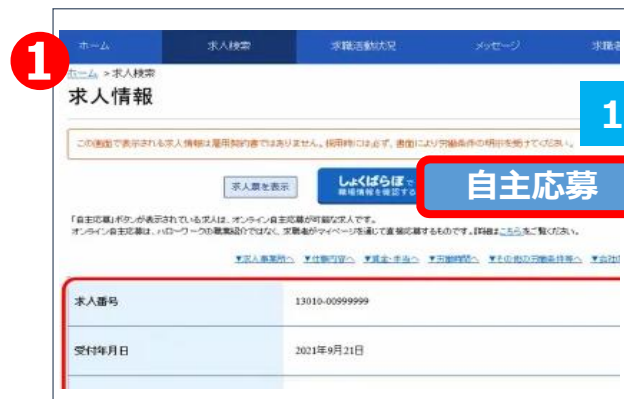 1
ホーム 求人検索 求職活動状況 メッセージ 求職者
ホーム > 求人検索
求人情報
1
この画面で表示される求人情報は雇用契約書ではありません。採用時には必ず、書面により労働条件の明示を受けてください。
求人票を表示 しょくばらぼで 職場情報を確認する 自主応募
「自主応募」ボタンが表示されている求人は、オンライン自主応募が可能な求人です。
オンライン自主応募は、ハローワークの職業紹介ではなく、求職者がマイページを通じて直接応募するものです。詳細はこちらをご覧ください。
▼求人事業所へ ▼仕事内容へ ▼賃金・手当へ ▼労働時間へ ▼その他の労働条件等へ ▼会社の
求人番号 13010-00999999
受付年月日 2021年9月21日